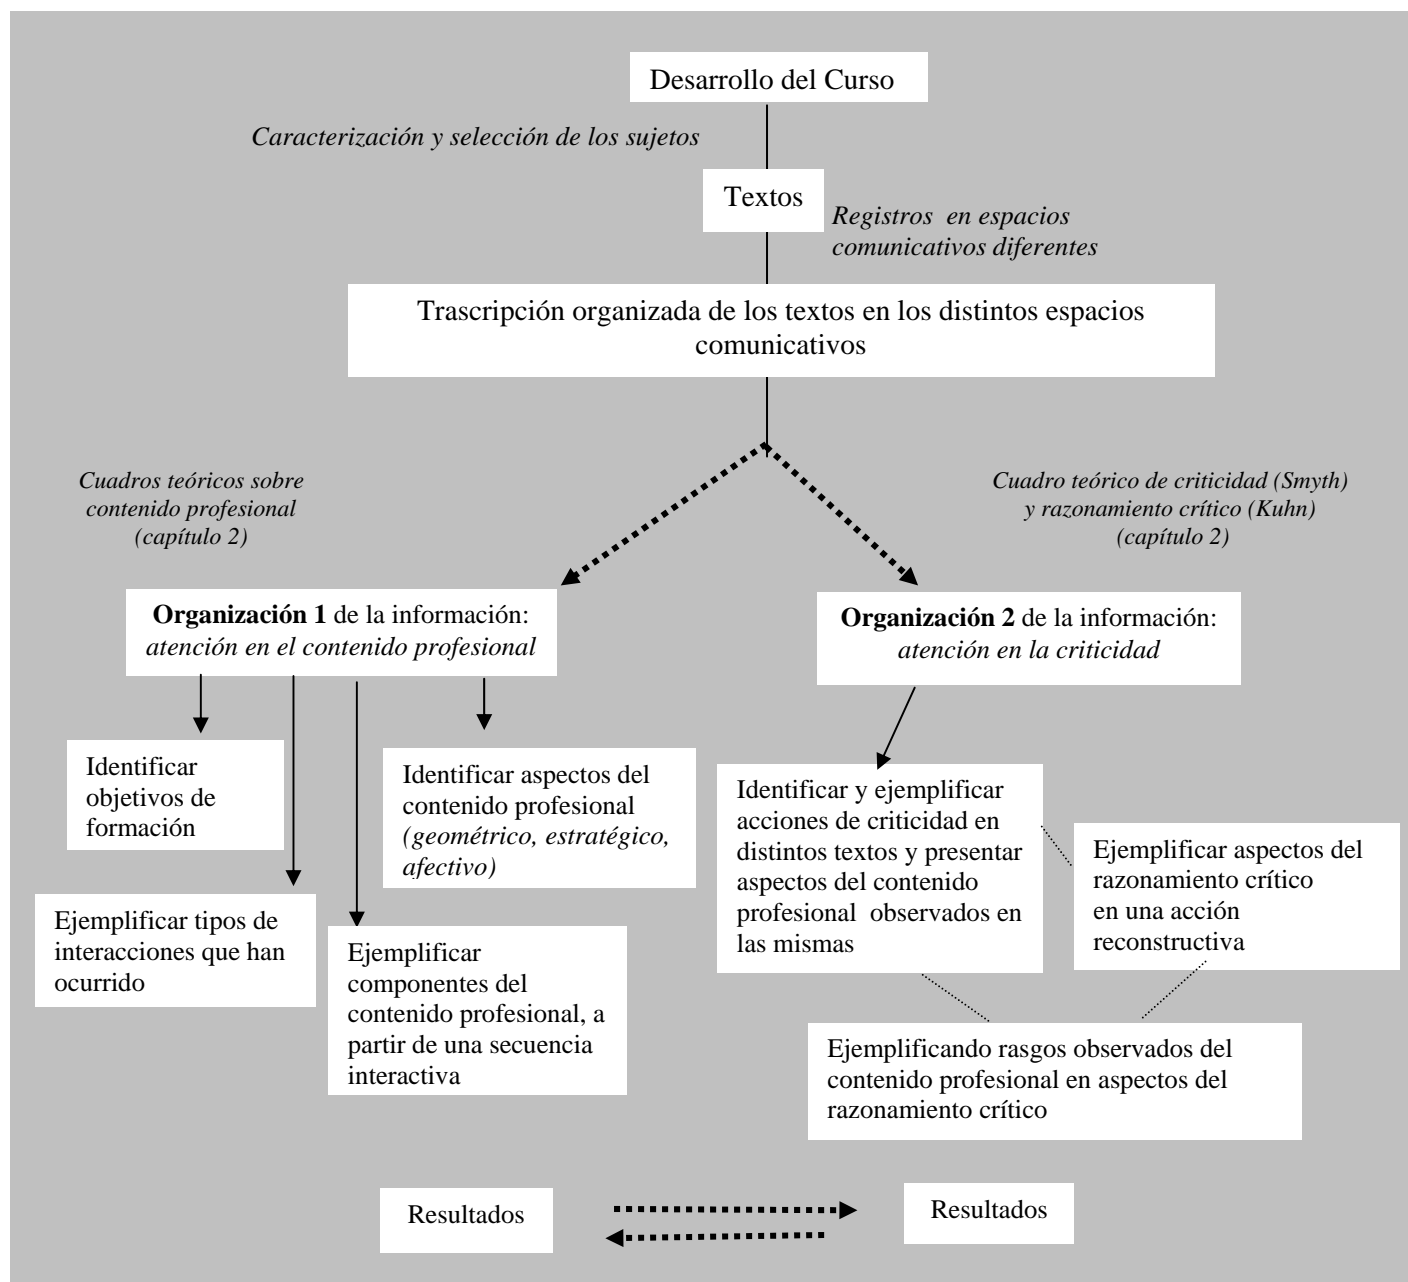 Desarrollo del Curso
Caracterización y selección de los sujetos
Textos
Registros en espacios
comunicativos diferentes
Trascripción organizada de los textos en los distintos espacios
comunicativos
Cuadros teóricos sobre
contenido profesional
(capítulo 2)
Cuadro teórico de criticidad (Smyth)
y razonamiento crítico (Kuhn)
(capítulo 2)
Organización 1 de la información:
atención en el contenido profesional
Organización 2 de la información:
atención en la criticidad
Identificar
objetivos de
formación
Identificar aspectos del
contenido profesional
(geométrico, estratégico,
afectivo)
Ejemplificar tipos de
interacciones que han
ocurrido
Ejemplificar
componentes del
contenido profesional, a
partir de una secuencia
interactiva
Identificar y ejemplificar
acciones de criticidad en
distintos textos y presentar
aspectos del contenido
profesional observados en
las mismas
Ejemplificar aspectos del
razonamiento crítico
en una acción
reconstructiva
Ejemplificando rasgos observados del
contenido profesional en aspectos del
razonamiento crítico
Resultados
Resultados